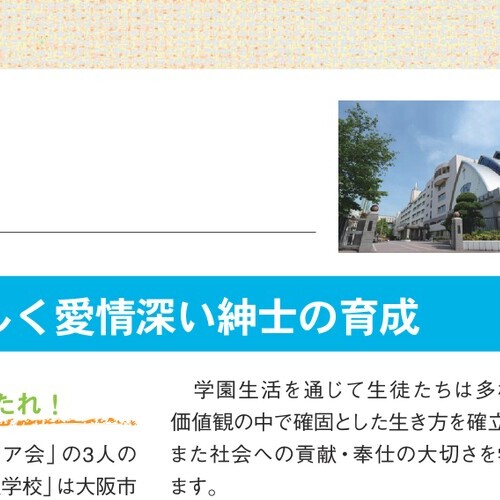 しく愛情深い紳士の育成
たれ！
ア会」の3人の
学校」は大阪市
学園生活を通じて生徒たちは多
価値観の中で確固とした生き方を確立
また社会への貢献・奉仕の大切さを
ます。